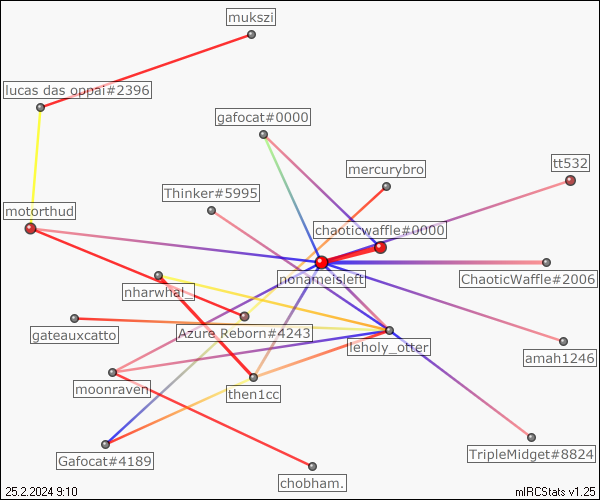 mukszi
lucas das oppai#2396
gafocat#0000
mercurybro
tt532
Thinker#5995
motorthud
chaoticwaffle#0000
nonameisleft
ChaoticWaffle#2006
nharwhal_
gateauxcatto
Azure Reborn#4243
leholy_otter
amah1246
moonraven
then1cc
TripleMidget#8824
Gafocat#4189
chobham.
25.2.2024 9:10
mIRCStats v1.25